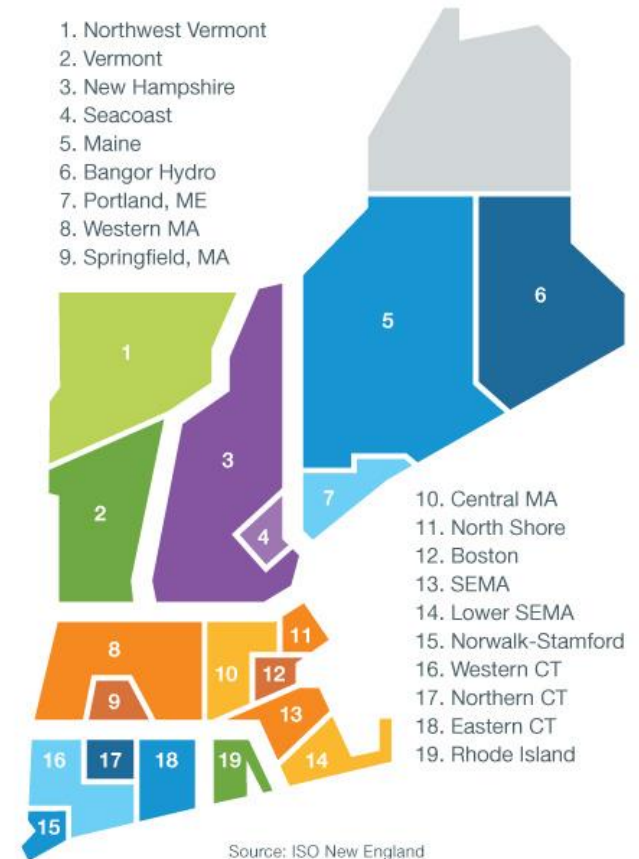 1. Northwest Vermont
2. Vermont
3. New Hampshire
4. Seacoast
5. Maine
6. Bangor Hydro
7. Portland, ME
8. Western MA
9. Springfield, MA
1
2
3
4
5
6
7
10. Central MA
11. North Shore
12. Boston
13. SEMA
14. Lower SEMA
15. Norwalk-Stamford
16. Western CT
17. Northern CT
18. Eastern CT
19. Rhode Island
8
9
10
11
12
13
14
15
16
17
18
19
Source: ISO New England